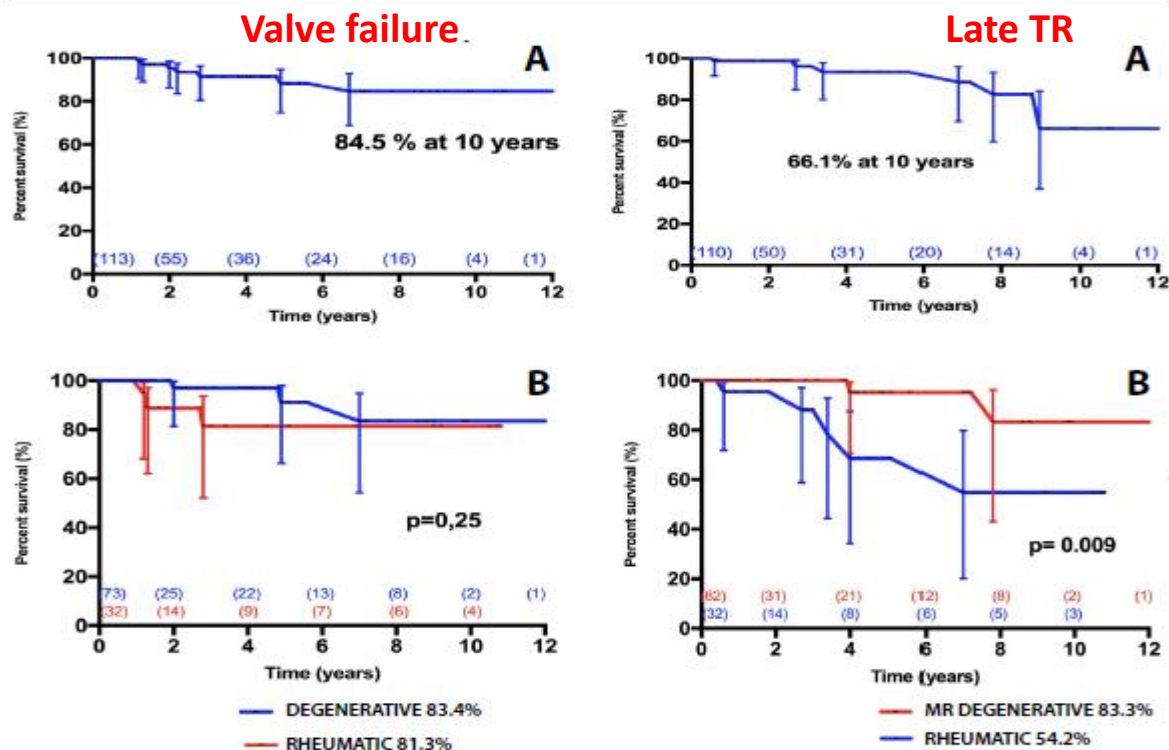 Valve failure
A
Percent survival (%)
100
80
60
40
20
0
84.5 % at 10 years
(113) (55) (36) (24) (16) (4) (1)
0 2 4 6 8 10 12
Time (years)
Late TR
A
Percent survival (%)
100
80
60
40
20
0
66.1% at 10 years
(110) (50) (31) (20) (14) (4) (1)
0 2 4 6 8 10 12
Time (years)
B
Percent survival (%)
100
80
60
40
20
0
p=0,25
(73) (25) (22) (13) (8) (2) (1)
(32) (14) (9) (7) (6) (4)
0 2 4 6 8 10 12
Time (years)
DEGENERATIVE 83.4%
RHEUMATIC 81.3%
B
Percent survival (%)
100
80
60
40
20
0
p= 0.009
(62) (31) (21) (12) (8) (2) (1)
(32) (14) (8) (6) (5) (3)
0 2 4 6 8 10 12
Time (years)
MR DEGENERATIVE 83.3%
RHEUMATIC 54.2%